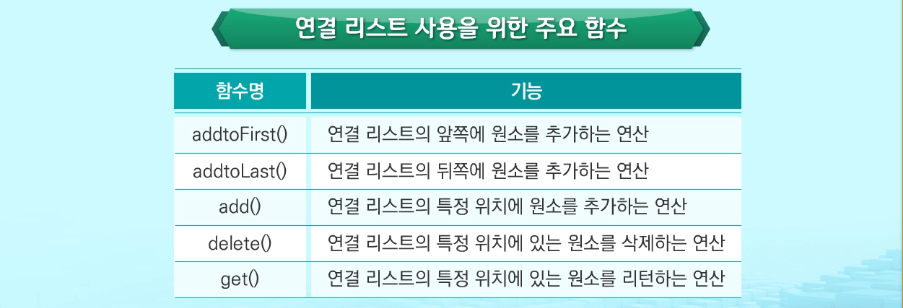 연결 리스트 사용을 위한 주요 함수
함수명 기능
addtoFirst() 연결 리스트의 앞쪽에 원소를 추가하는 연산
addtoLast() 연결 리스트의 뒤쪽에 원소를 추가하는 연산
add() 연결 리스트의 특정 위치에 원소를 추가하는 연산
delete() 연결 리스트의 특정 위치에 있는 원소를 삭제하는 연산
get() 연결 리스트의 특정 위치에 있는 원소를 리턴하는 연산